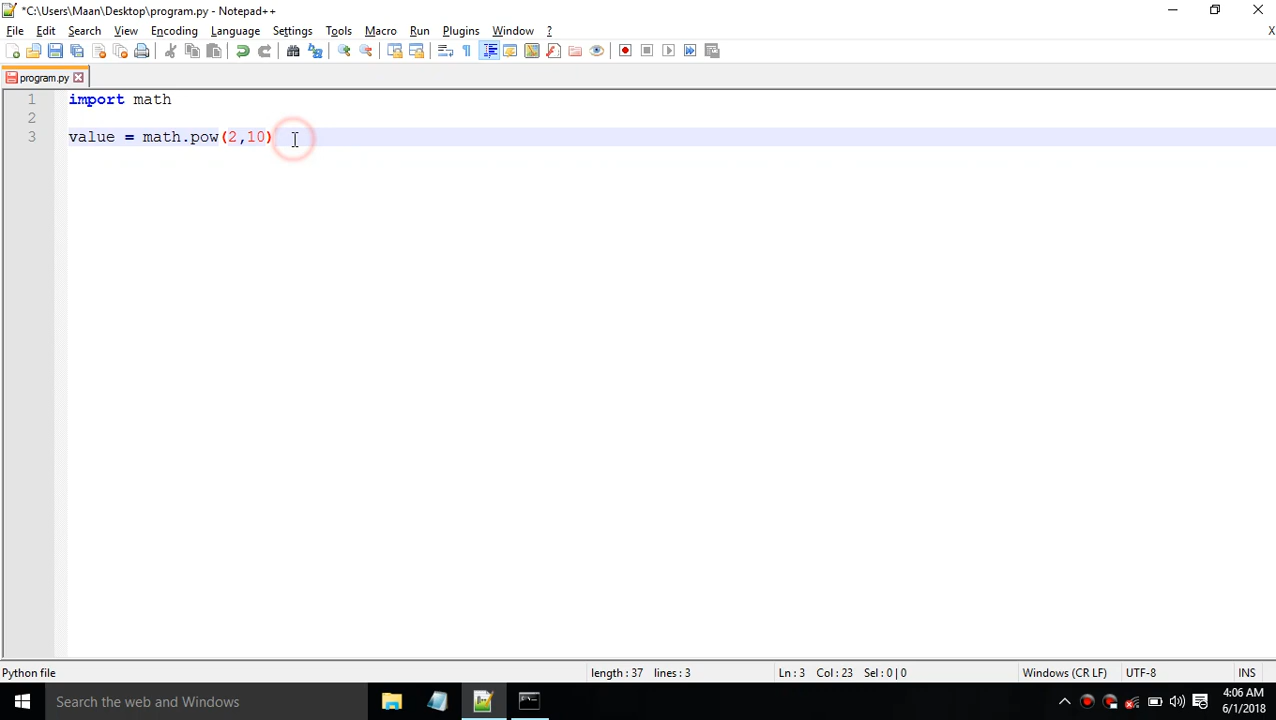 *C:\Users\Maan\Desktop\program.py - Notepad++
File Edit Search View Encoding Language Settings Tools Macro Run Plugins Window ? X
program.py
1 import math
2
3 value = math.pow(2,10)
Python file length : 37 lines : 3 Ln : 3 Col : 23 Sel : 0 | 0 Windows (CR LF) UTF-8 INS
Search the web and Windows
4:06 AM
6/1/2018